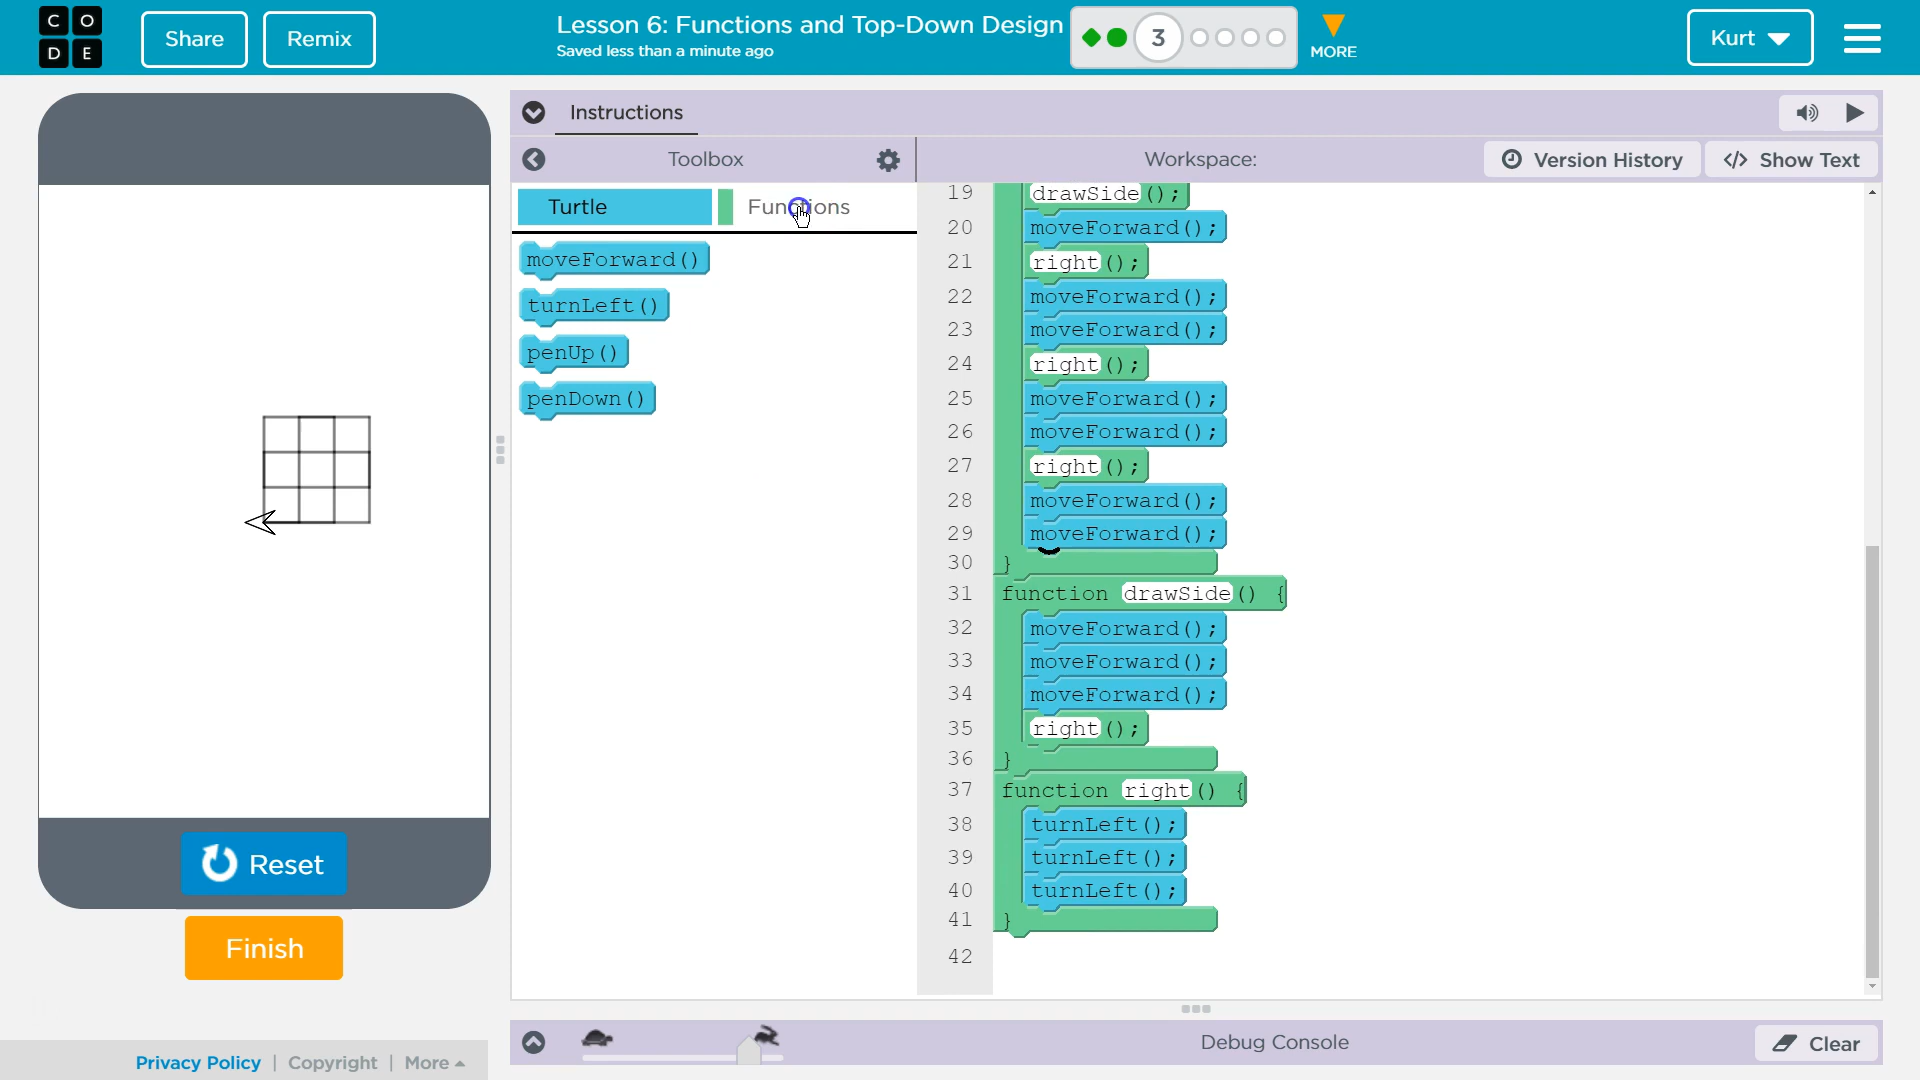 CODE
Share
Remix
Lesson 6: Functions and Top-Down Design
Saved less than a minute ago
3
MORE
Kurt
Instructions
Toolbox
Workspace:
Version History
</> Show Text
Turtle
Functions
moveForward()
turnLeft()
penUp()
penDown()
19 drawSide();
20 moveForward();
21 right();
22 moveForward();
23 moveForward();
24 right();
25 moveForward();
26 moveForward();
27 right();
28 moveForward();
29 moveForward();
30 }
31 function drawSide() {
32 moveForward();
33 moveForward();
34 moveForward();
35 right();
36 }
37 function right() {
38 turnLeft();
39 turnLeft();
40 turnLeft();
41 }
42
Reset
Finish
Debug Console
Clear
Privacy Policy | Copyright | More